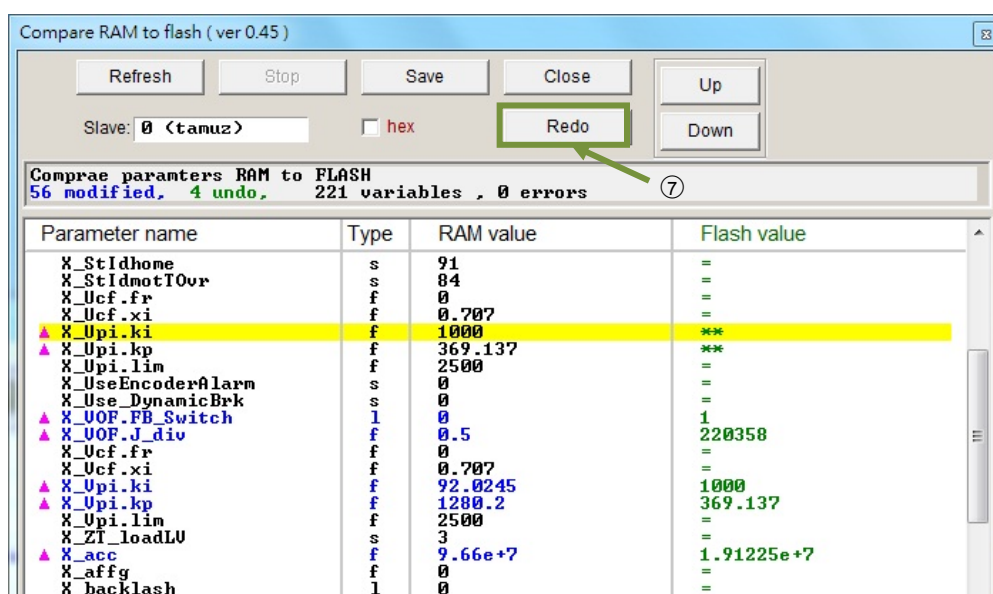 Compare RAM to flash ( ver 0.45 )
Refresh Stop Save Close Up
Slave: 0 (tamuz) hex Redo Down
Comprae paramters RAM to FLASH
56 modified, 4 undo, 221 variables , 0 errors
⑦
Parameter name Type RAM value Flash value
X_StIdhome s 91 =
X_StIdmotTOvr s 84 =
X_Ucf.fr f 0 =
X_Ucf.xi f 0.707 =
▲ X_Upi.ki f 1000 **
▲ X_Upi.kp f 369.137 **
X_Upi.lim f 2500 =
X_UseEncoderAlarm s 0 =
X_Use_DynamicBrk s 0 =
▲ X_VOF.FB_Switch l 0 1
▲ X_VOF.J_div f 0.5 220358
X_Vcf.fr f 0 =
X_Vcf.xi f 0.707 =
▲ X_Vpi.ki f 92.0245 1000
▲ X_Vpi.kp f 1280.2 369.137
X_Vpi.lim f 2500 =
X_ZT_loadLV s 3 =
▲ X_acc f 9.66e+7 1.91225e+7
X_affg f 0 =
X_backlash l 0 =